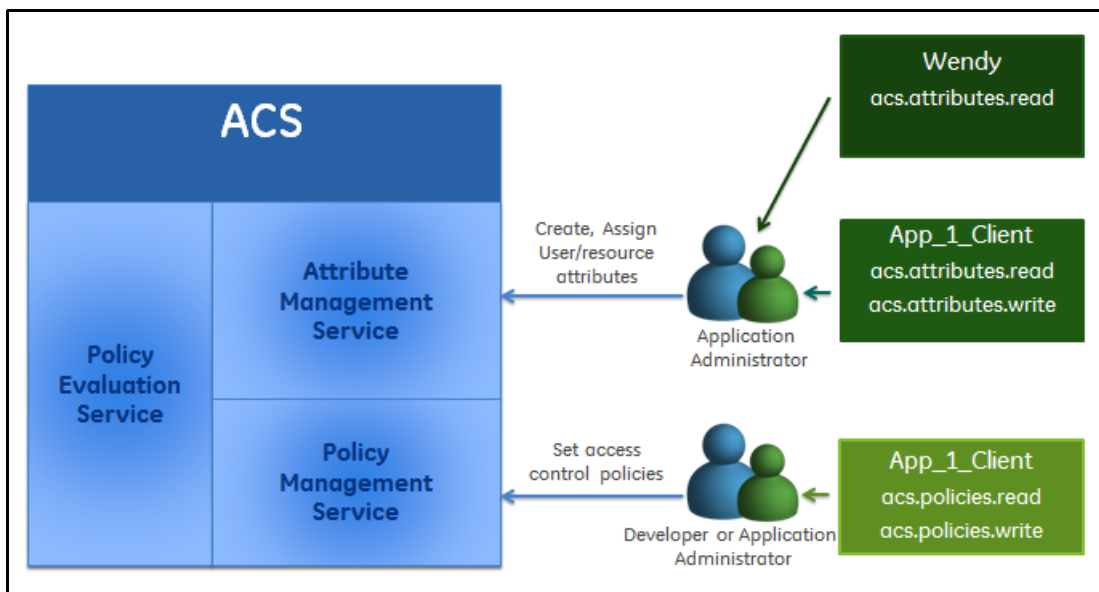 ACS
Policy
Evaluation
Service
Attribute
Management
Service
Policy
Management
Service
Create, Assign
User/resource
attributes
Set access
control policies
Application
Administrator
Developer or Application
Administrator
Wendy
acs.attributes.read
App_1_Client
acs.attributes.read
acs.attributes.write
App_1_Client
acs.policies.read
acs.policies.write